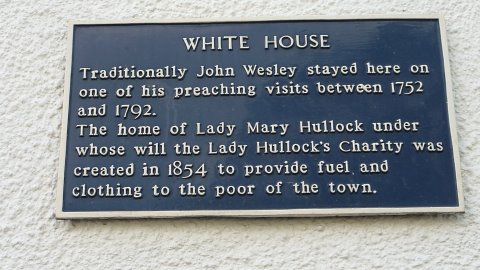 WHITE HOUSE
Traditionally John Wesley stayed here on
one of his preaching visits between 1752
and 1792.
The home of Lady Mary Hullock under
whose will the Lady Hullock's Charity was
created in 1854 to provide fuel and
clothing to the poor of the town.